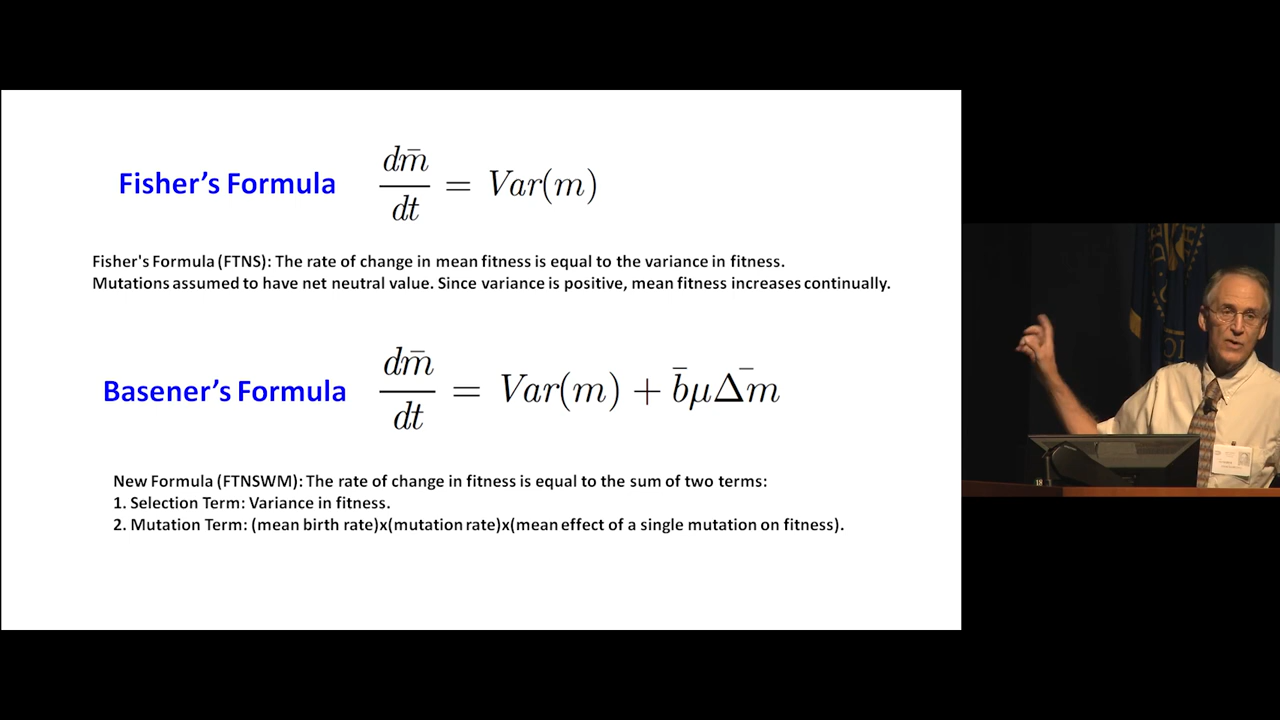 Fisher's Formula
dm̄/dt = Var(m)
Fisher's Formula (FTNS): The rate of change in mean fitness is equal to the variance in fitness.
Mutations assumed to have net neutral value. Since variance is positive, mean fitness increases continually.
Basener's Formula
dm̄/dt = Var(m) + b̄μΔ̄m
New Formula (FTNSWM): The rate of change in fitness is equal to the sum of two terms:
1. Selection Term: Variance in fitness.
2. Mutation Term: (mean birth rate)x(mutation rate)x(mean effect of a single mutation on fitness).
18